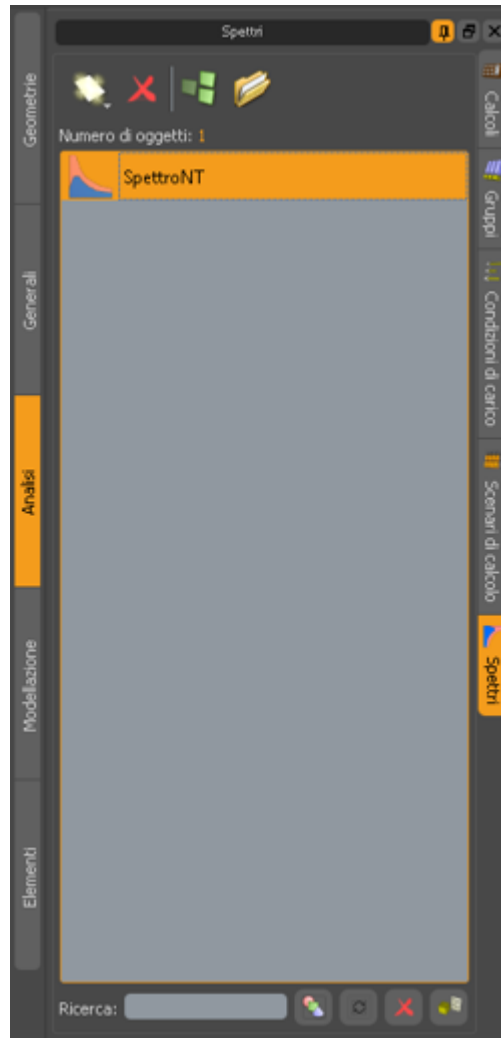 Spettri
Numero di oggetti: 1
SpettroNT
Ricerca:
Geometrie
Generali
Analisi
Modellazione
Elementi
Calcoli
Gruppi
Condizioni di carico
Scenari di calcolo
Spettri